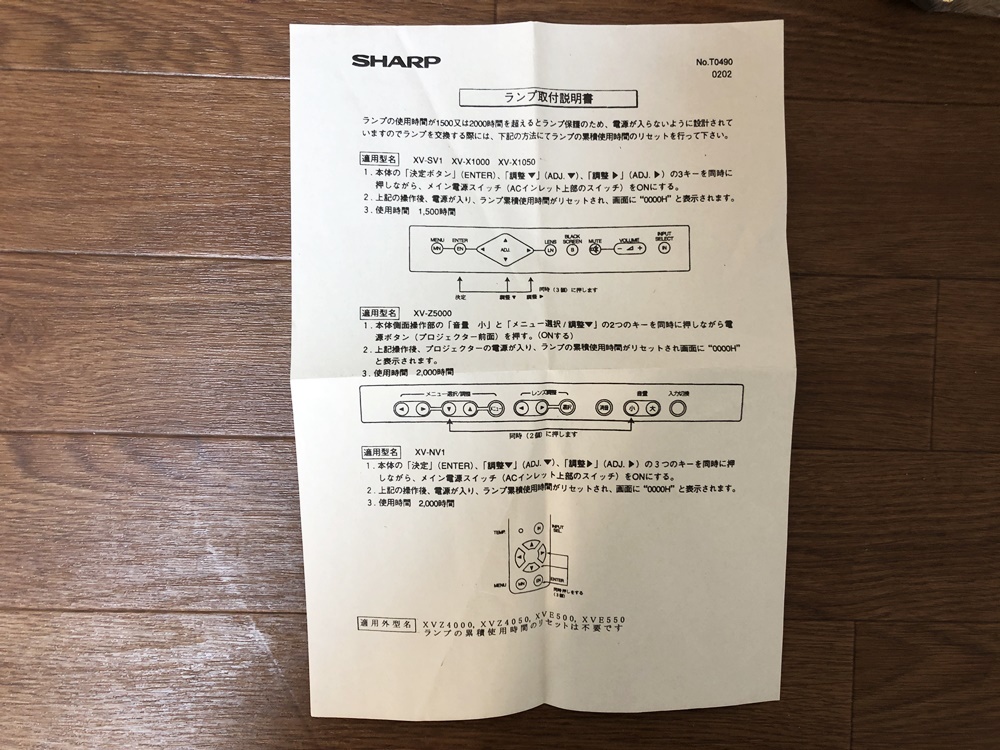 SHARP
No.T0490
0202
ランプ取付説明書
ランプの使用時間が1500又は2000時間を超えるとランプ保護のため、電源が入らないように設計されて
いますのでランプを交換する際には、下記の方法にてランプの累積使用時間のリセットを行って下さい。
適用型名 XV-SV1 XV-X1000 XV-X1050
1. 本体の「決定ボタン」(ENTER)、「調整▼」(ADJ.▼)、「調整▶」(ADJ.▶)の3キーを同時に
押しながら、メイン電源スイッチ(ACインレット上部のスイッチ)をONにする。
2. 上記の操作後、電源が入り、ランプ累積使用時間がリセットされ、画面に"0000H"と表示されます。
3. 使用時間 1,500時間
MENU ENTER LENS BLACK SCREEN MUTE VOLUME INPUT SELECT
MN EN ◀ ▲ ADJ. ▼ ▶ LN B − + IN
同時(3個)に押します
決定 調整▼ 調整▶
適用型名 XV-Z5000
1. 本体側面操作部の「音量 小」と「メニュー選択/調整▼」の2つのキーを同時に押しながら電
源ボタン(プロジェクター前面)を押す。(ONする)
2. 上記操作後、プロジェクターの電源が入り、ランプの累積使用時間がリセットされ画面に"0000H"
と表示されます。
3. 使用時間 2,000時間
メニュー選択/調整 レンズ調整 音量 入力切換
◀ ▶ ▼ ▲ メニュー ◀ ▶ 選択 調整 小 大
同時(2個)に押します
適用型名 XV-NV1
1. 本体の「決定」(ENTER)、「調整▼」(ADJ.▼)、「調整▶」(ADJ.▶)の3つのキーを同時に押
しながら、メイン電源スイッチ(ACインレット上部のスイッチ)をONにする。
2. 上記の操作後、電源が入り、ランプ累積使用時間がリセットされ、画面に"0000H"と表示されます。
3. 使用時間 2,000時間
TEMP. IN INPUT SEL.
▲ ◀ ▶ ▼
MENU MN EN ENTER
同時押しをする
(3個)
適用外型名 XVZ4000, XVZ4050, XVE500, XVE550
ランプの累積使用時間のリセットは不要です